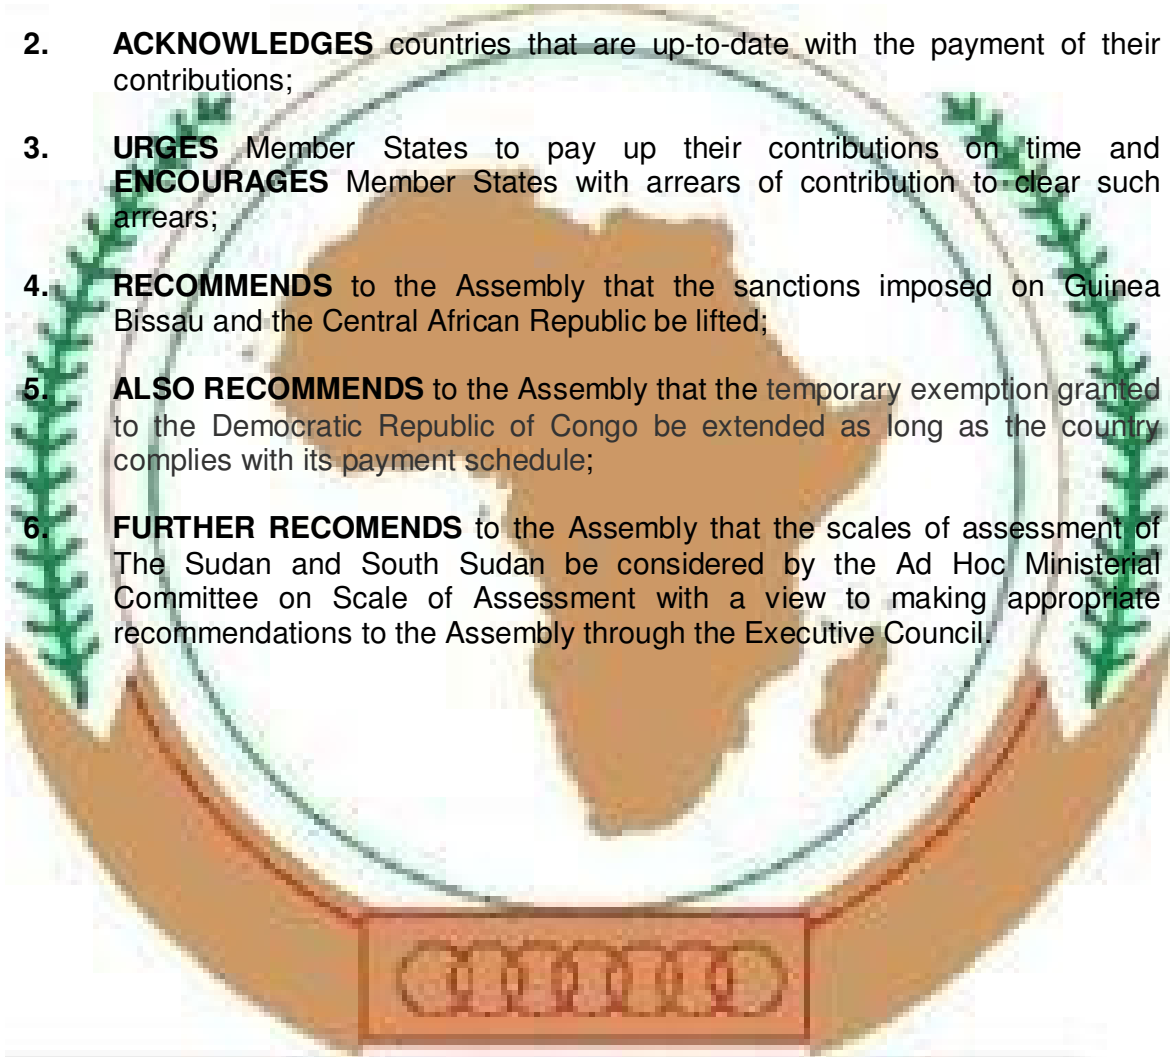 2. ACKNOWLEDGES countries that are up-to-date with the payment of their
contributions;
3. URGES Member States to pay up their contributions on time and
ENCOURAGES Member States with arrears of contribution to clear such
arrears;
4. RECOMMENDS to the Assembly that the sanctions imposed on Guinea
Bissau and the Central African Republic be lifted;
5. ALSO RECOMMENDS to the Assembly that the temporary exemption granted
to the Democratic Republic of Congo be extended as long as the country
complies with its payment schedule;
6. FURTHER RECOMENDS to the Assembly that the scales of assessment of
The Sudan and South Sudan be considered by the Ad Hoc Ministerial
Committee on Scale of Assessment with a view to making appropriate
recommendations to the Assembly through the Executive Council.